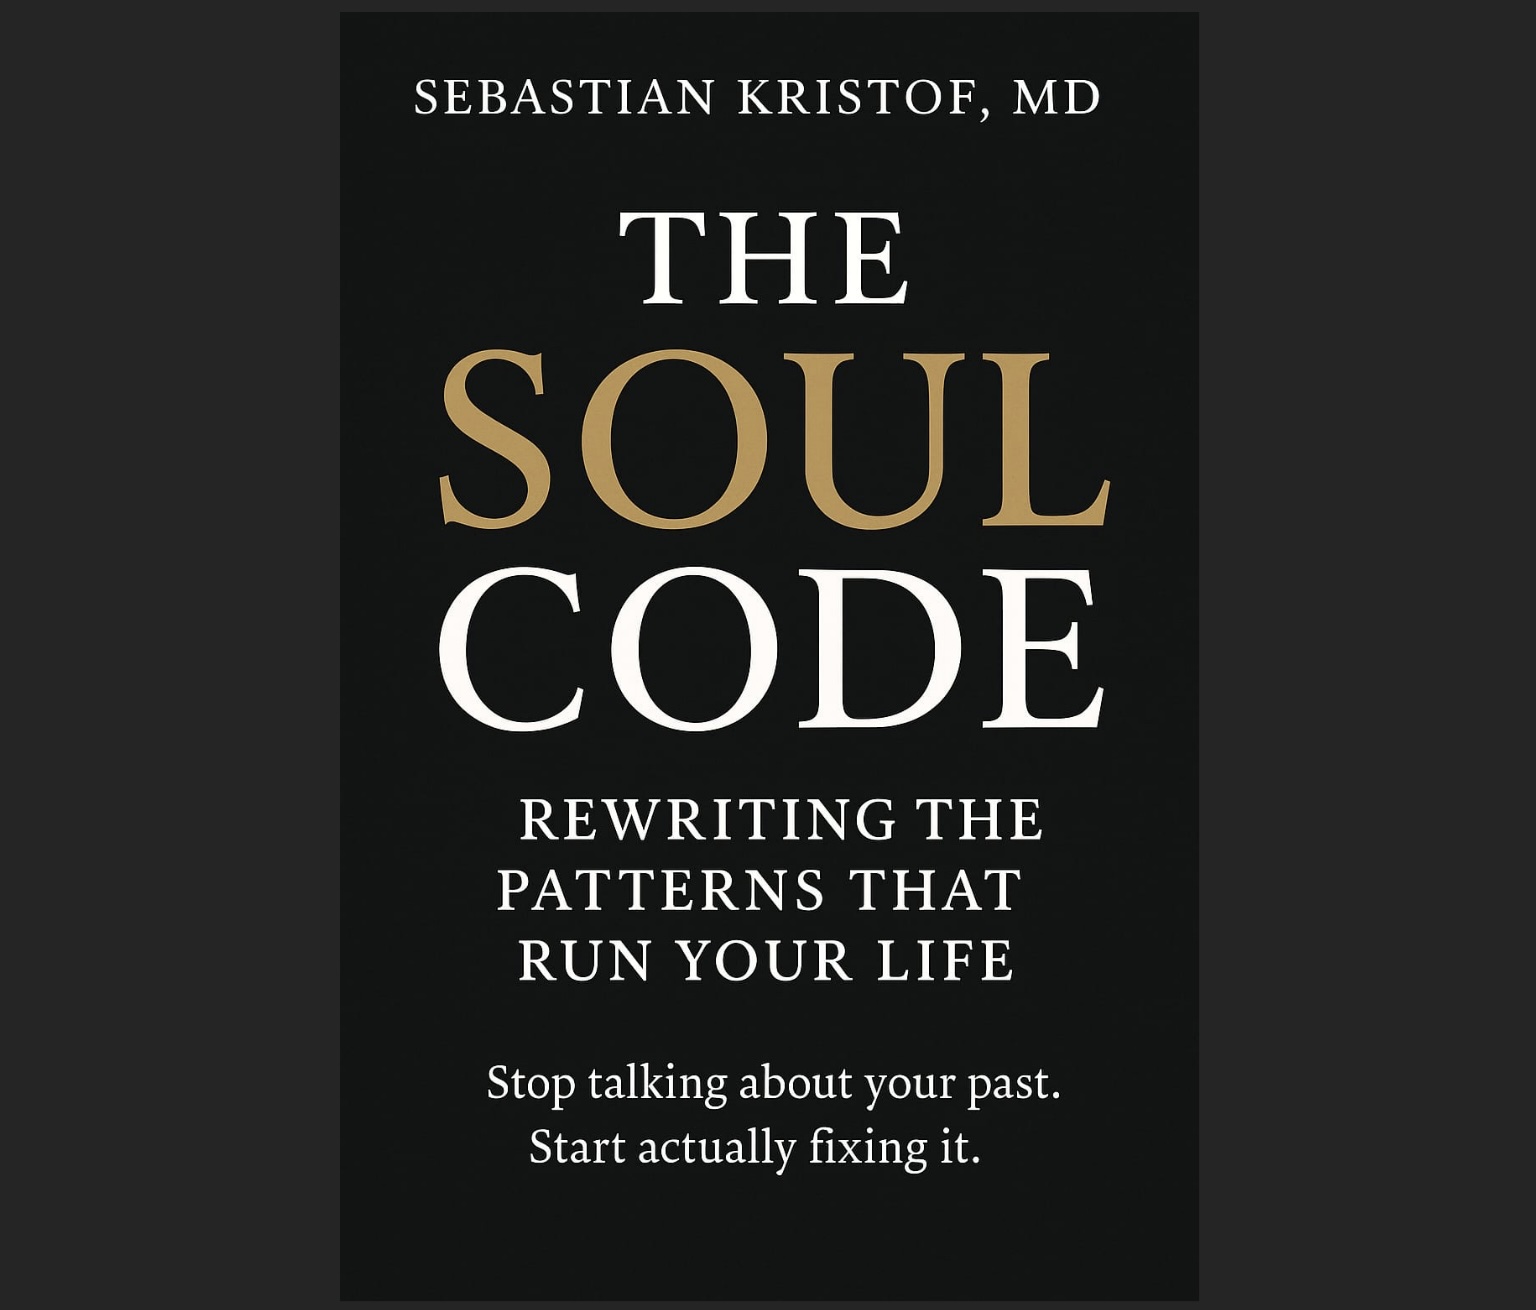 SEBASTIAN KRISTOF, MD
THE
SOUL
CODE
REWRITING THE
PATTERNS THAT
RUN YOUR LIFE
Stop talking about your past.
Start actually fixing it.